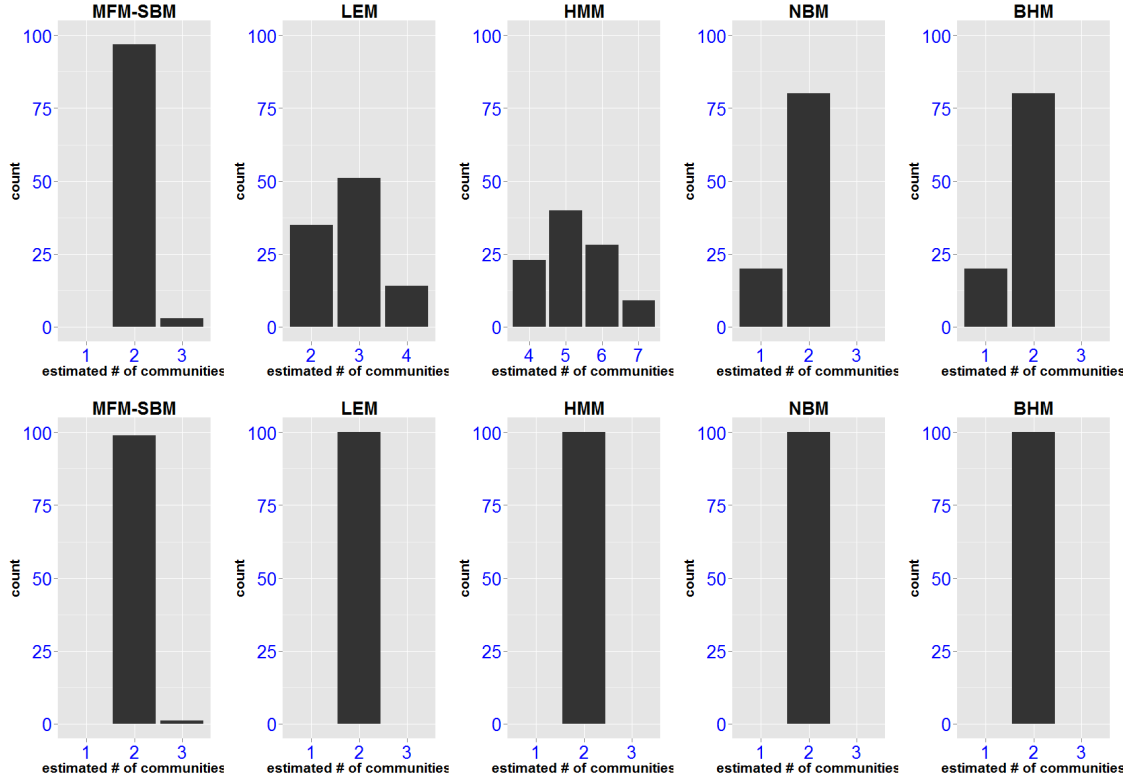 MFM-SBM LEM HMM NBM BHM
100 100 100 100 100
75 75 75 75 75
count count count count count
50 50 50 50 50
25 25 25 25 25
0 0 0 0 0
1 2 3 2 3 4 4 5 6 7 1 2 3 1 2 3
estimated # of communities estimated # of communities estimated # of communities estimated # of communities estimated # of communities
MFM-SBM LEM HMM NBM BHM
100 100 100 100 100
75 75 75 75 75
count count count count count
50 50 50 50 50
25 25 25 25 25
0 0 0 0 0
1 2 3 1 2 3 1 2 3 1 2 3 1 2 3
estimated # of communities estimated # of communities estimated # of communities estimated # of communities estimated # of communities